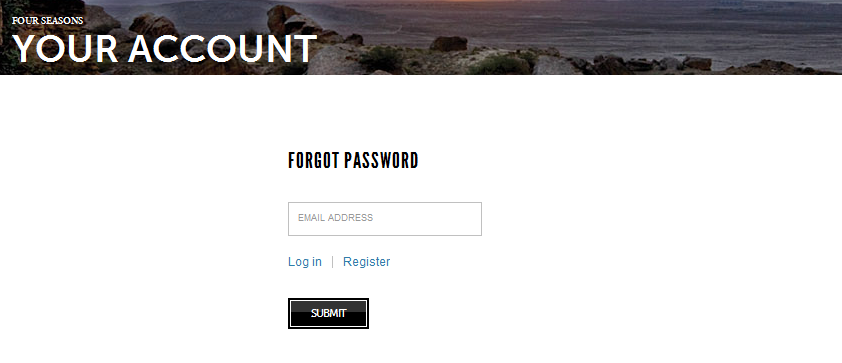 FOUR SEASONS
YOUR ACCOUNT
FORGOT PASSWORD
EMAIL ADDRESS
Log in | Register
SUBMIT